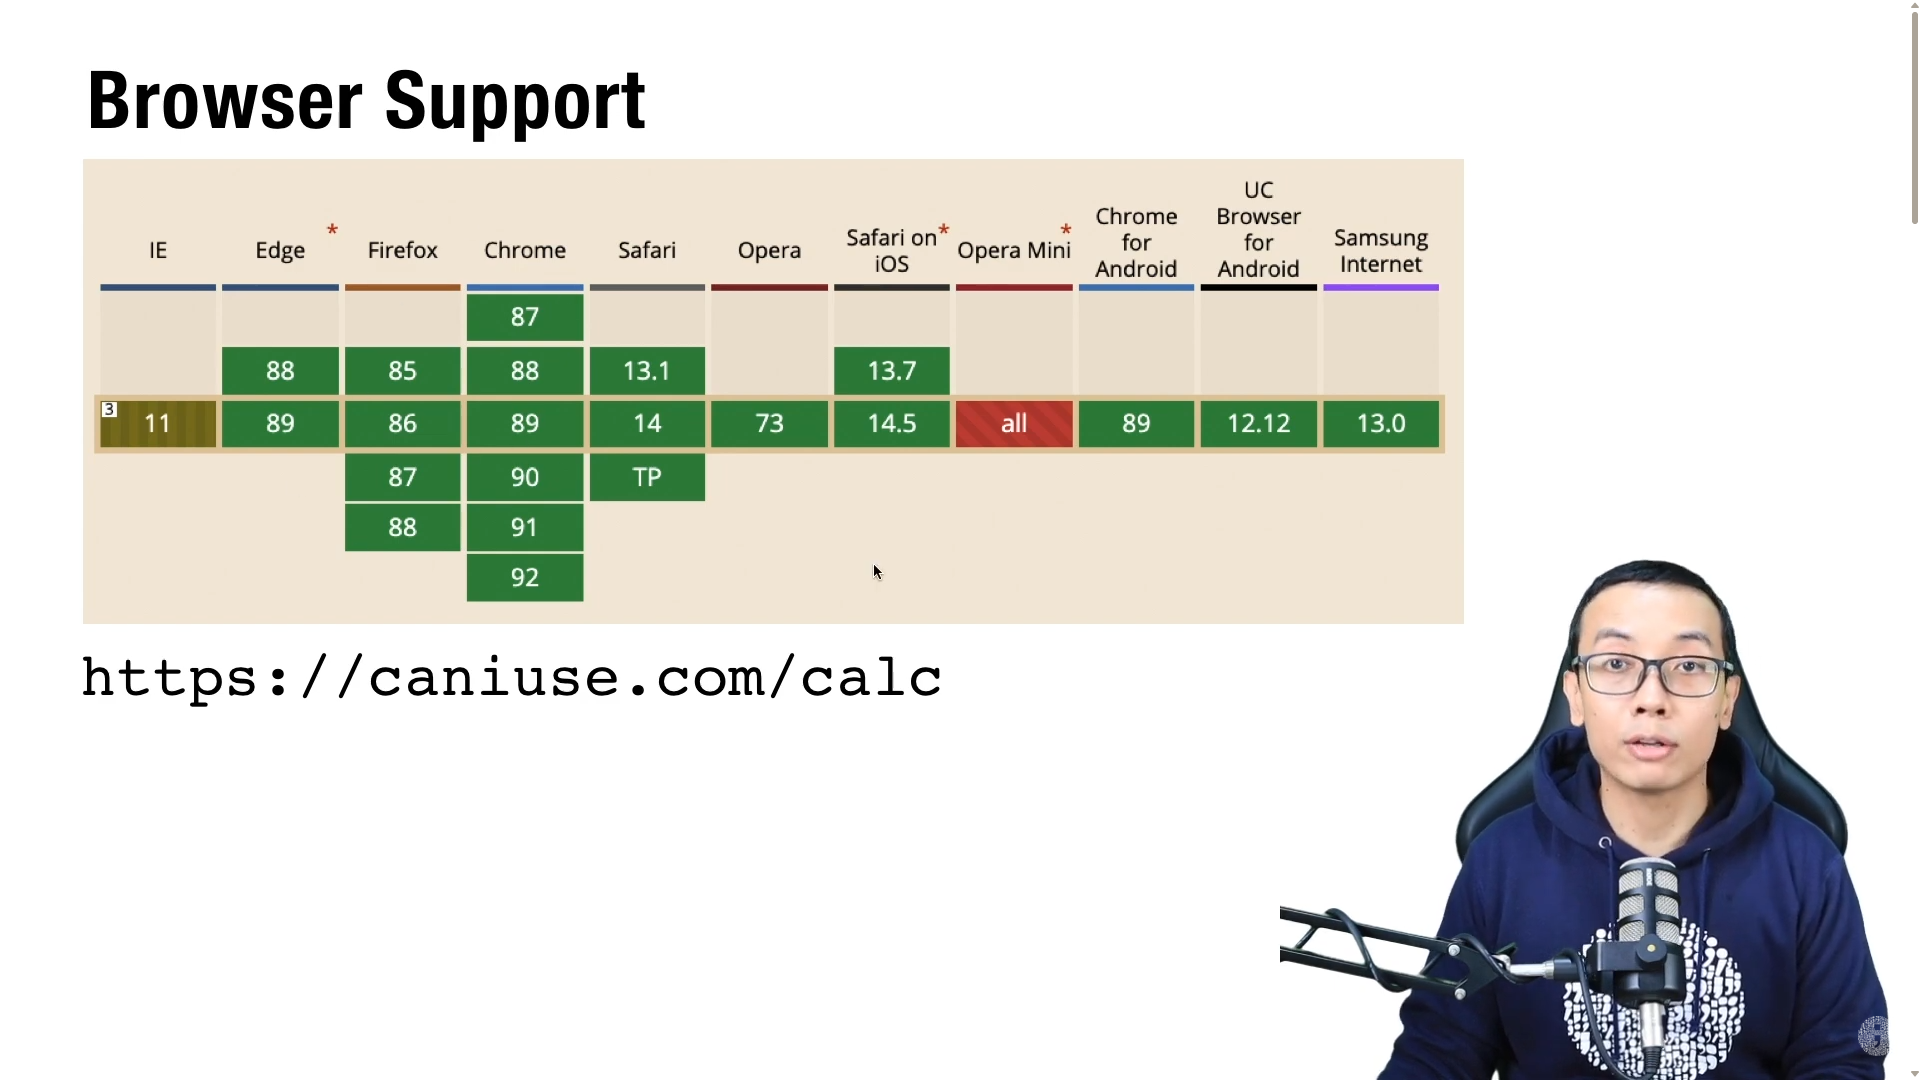 Browser Support
IE
Edge *
Firefox
Chrome
Safari
Opera
Safari on *
iOS
Opera Mini *
Chrome
for
Android
UC
Browser
for
Android
Samsung
Internet
87
88 85 88 13.1 13.7
3 11 89 86 89 14 73 14.5 all 89 12.12 13.0
87 90 TP
88 91
92
https://caniuse.com/calc